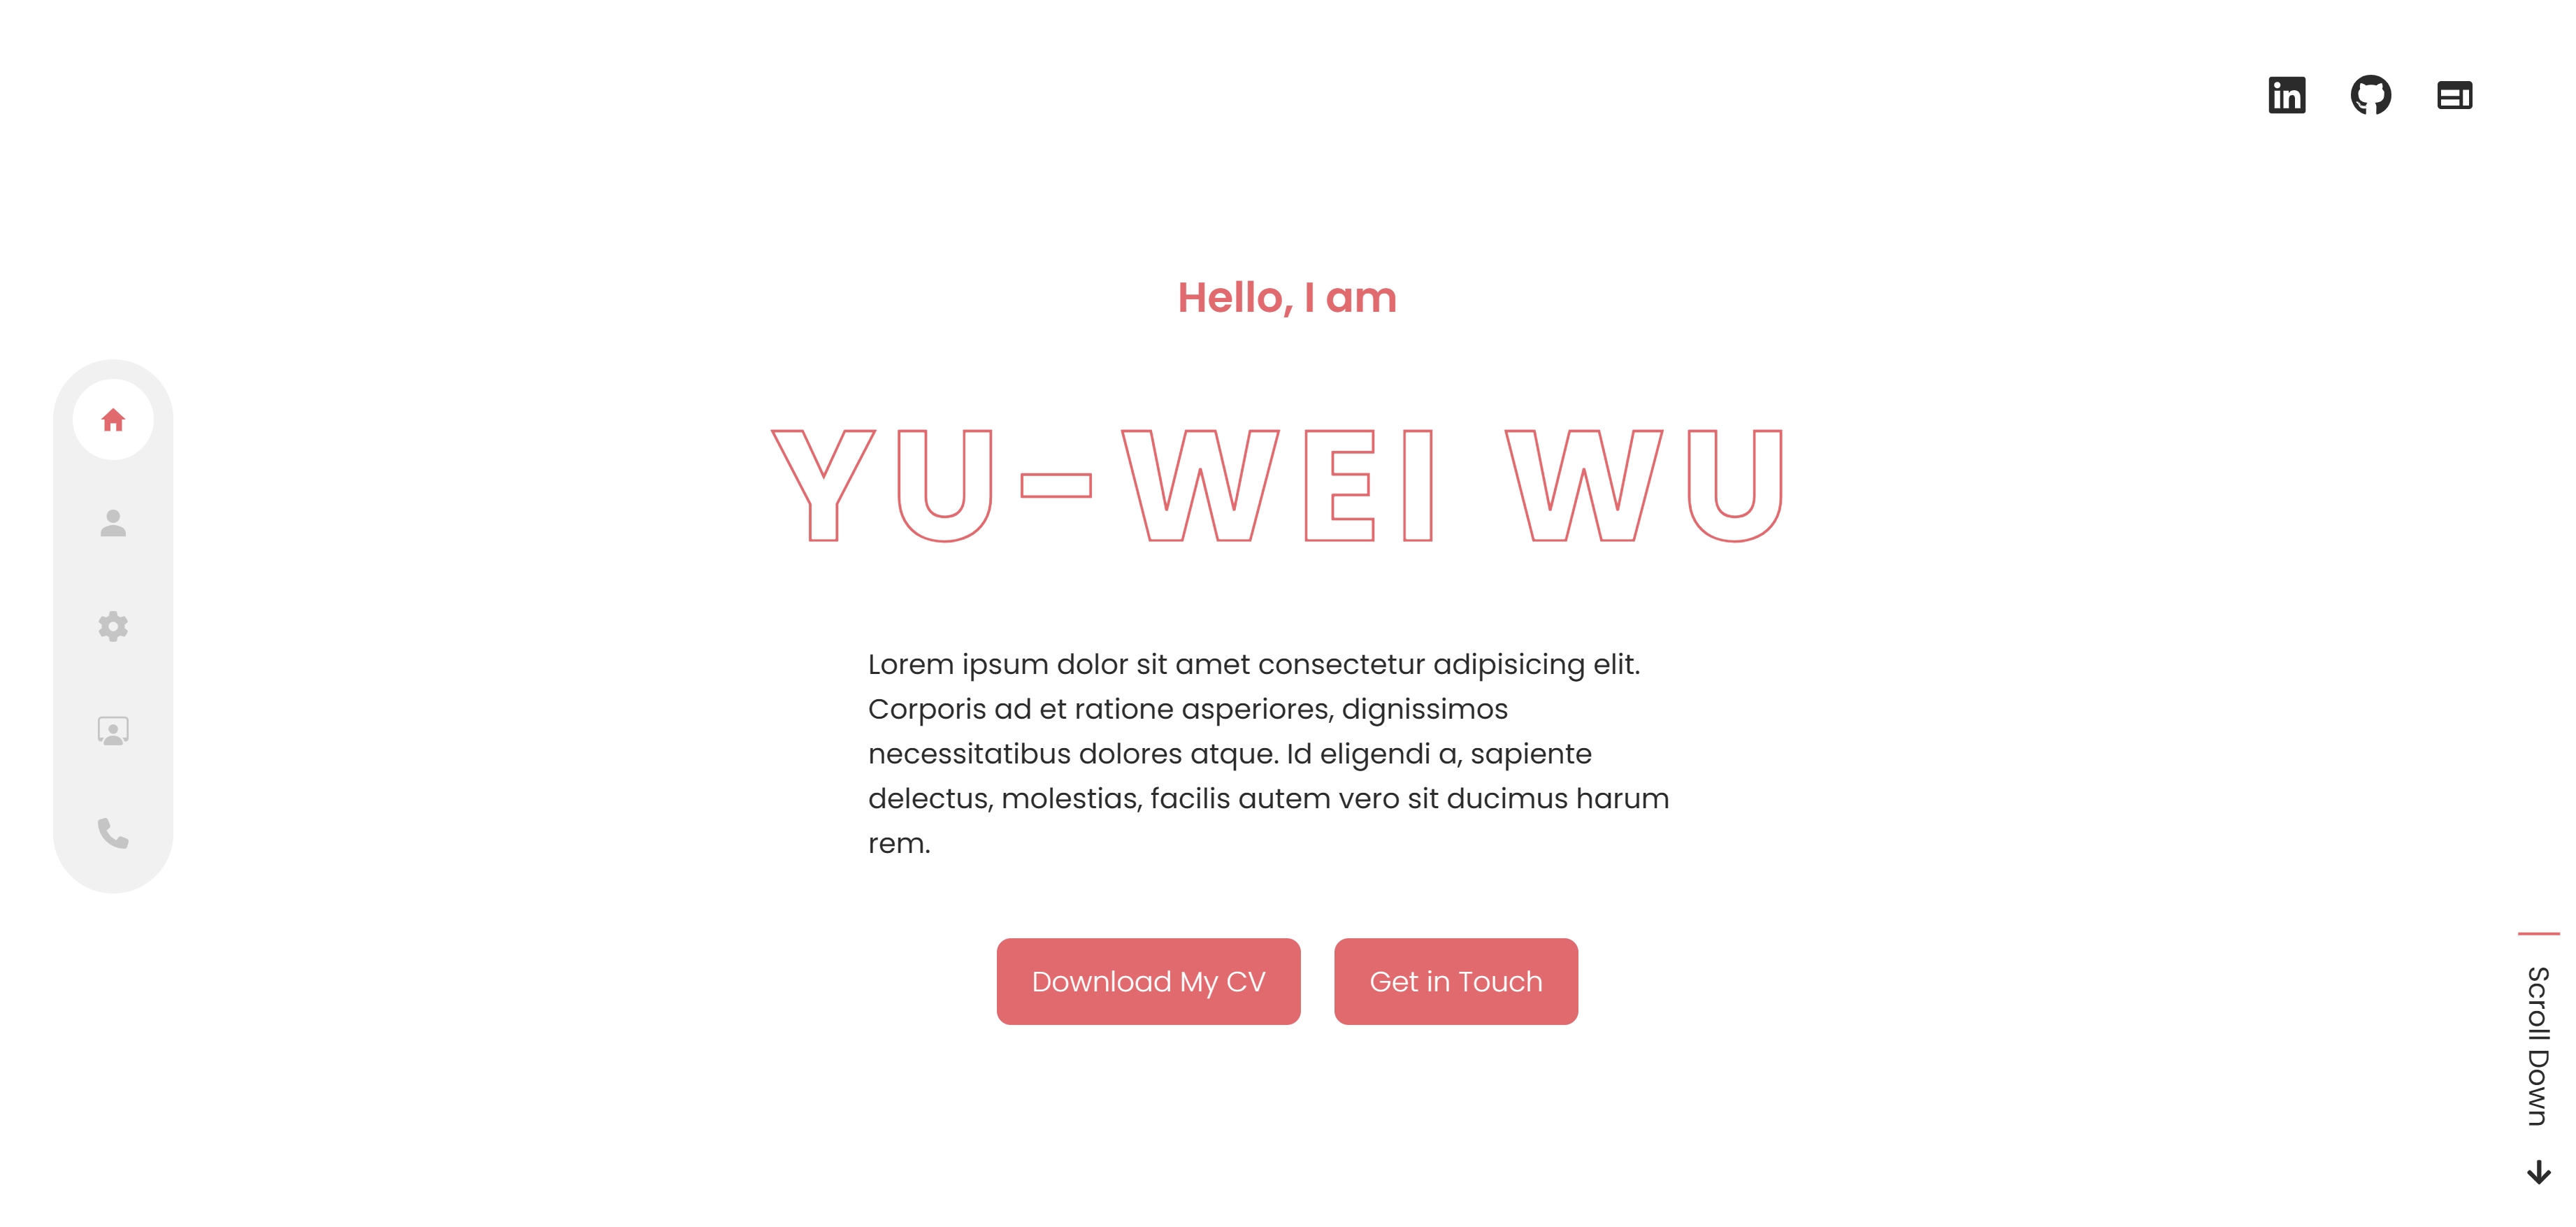 Hello, I am
YU-WEI WU
Lorem ipsum dolor sit amet consectetur adipisicing elit.
Corporis ad et ratione asperiores, dignissimos
necessitatibus dolores atque. Id eligendi a, sapiente
delectus, molestias, facilis autem vero sit ducimus harum
rem.
Download My CV
Get in Touch
Scroll Down